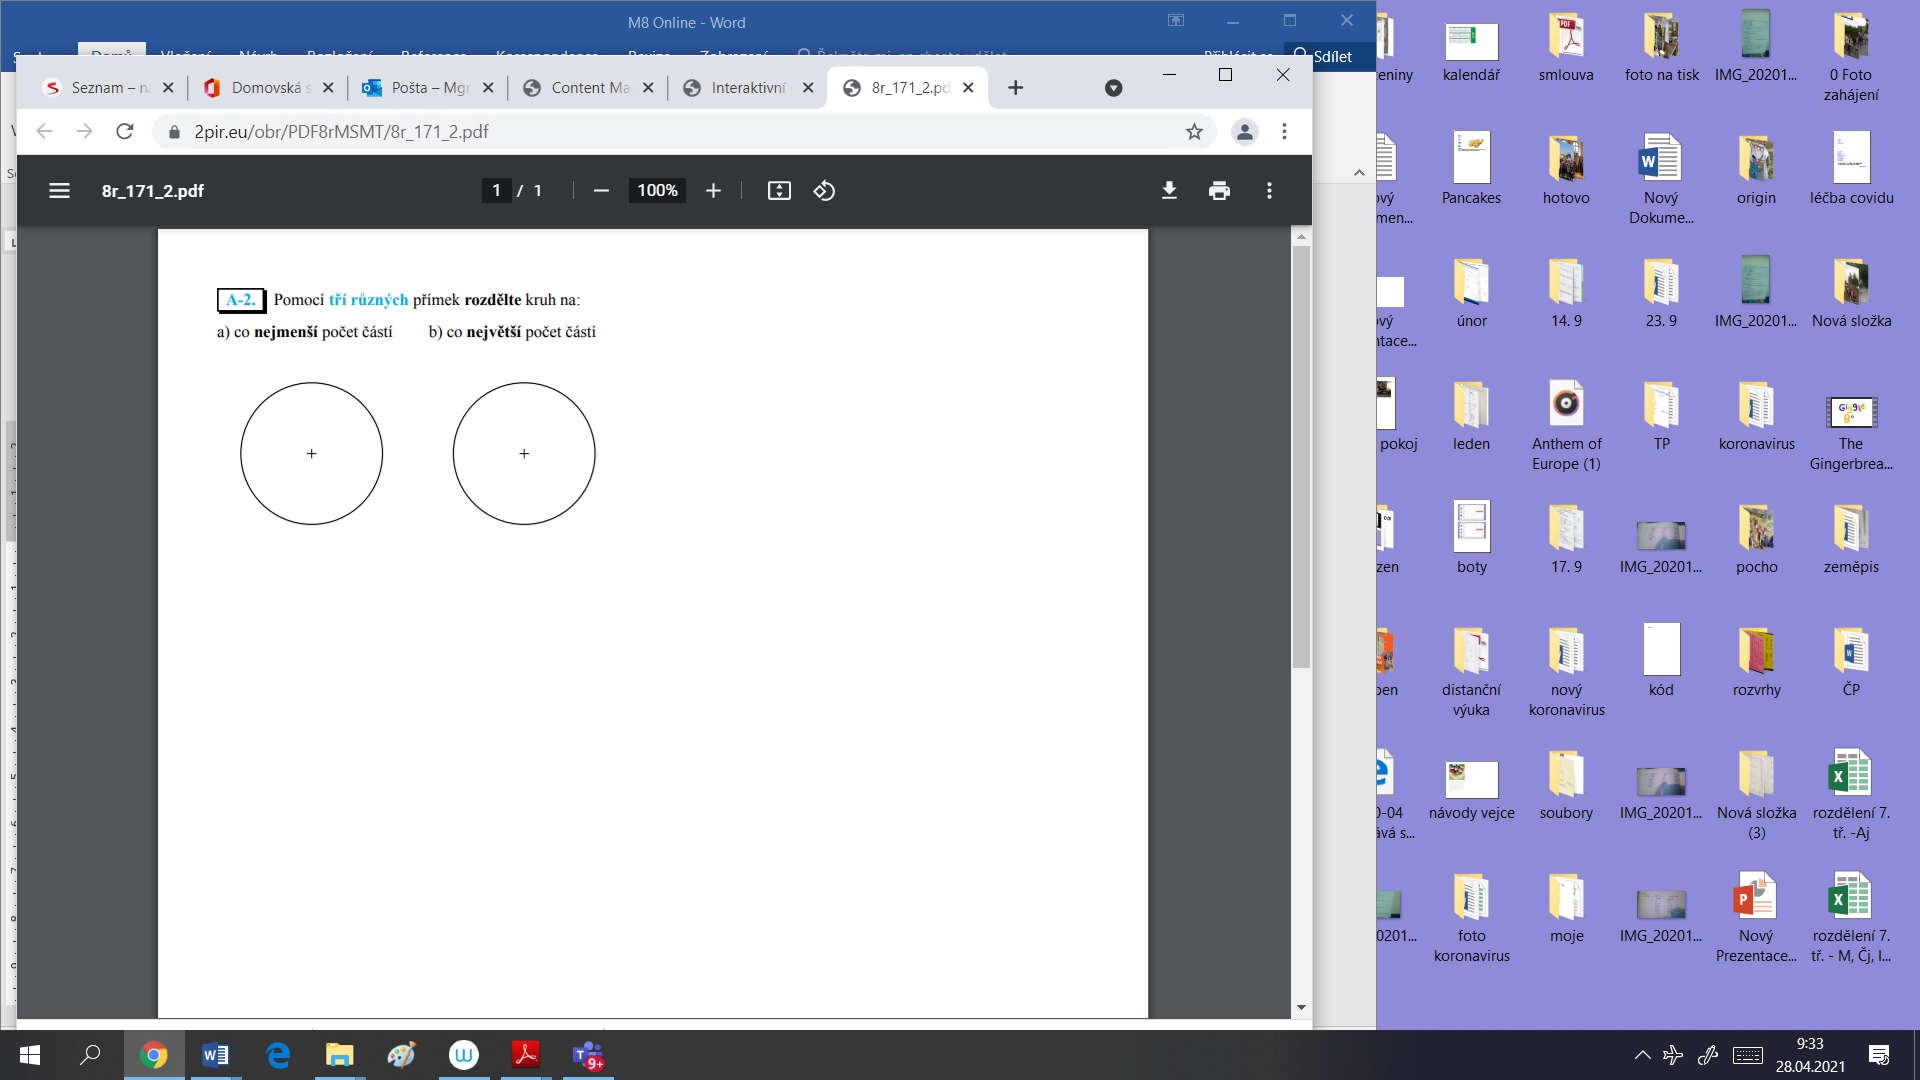 M8 Online - Word
Sdílet
Seznam – n
Domovská s
Pošta – Mgr
Content Ma
Interaktivní
8r_171_2.pd
2pir.eu/obr/PDF8rMSMT/8r_171_2.pdf
8r_171_2.pdf
1 / 1
100%
A-2. Pomocí tří různých přímek rozdělte kruh na:
a) co nejmenší počet částí b) co největší počet částí
kalendář
smlouva
foto na tisk
IMG_20201...
0 Foto
zahájení
Pancakes
hotovo
Nový
Dokume...
origin
léčba covidu
únor
14. 9
23. 9
IMG_20201...
Nová složka
pokoj
leden
Anthem of
Europe (1)
TP
koronavirus
The
Gingerbrea...
boty
17. 9
IMG_20201...
pocho
zeměpis
distanční
výuka
nový
koronavirus
kód
rozvrhy
ČP
návody vejce
soubory
IMG_20201...
Nová složka
(3)
rozdělení 7.
tř. -Aj
foto
koronavirus
moje
IMG_20201...
Nový
Prezentace...
rozdělení 7.
tř. - M, Čj, I...
9+
9:33
28.04.2021